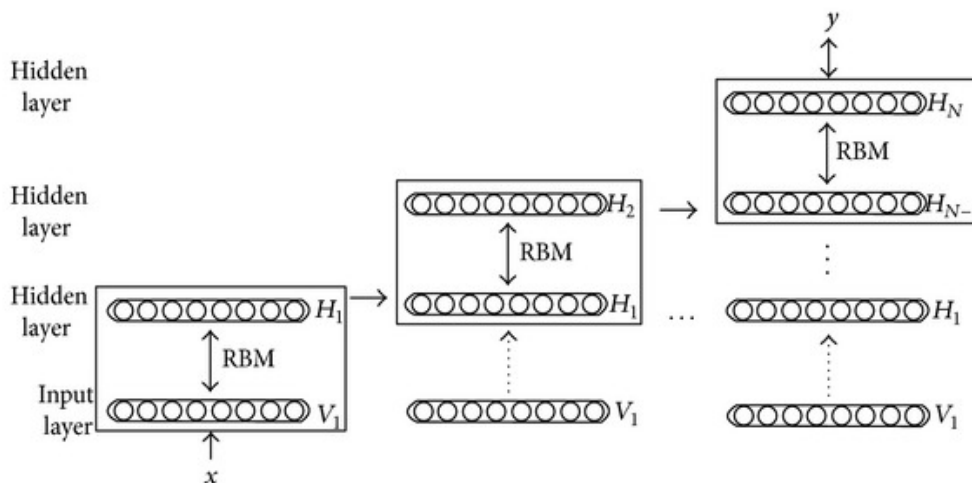 y
Hidden
layer
H_N
RBM
Hidden
layer
H_2
H_N-
RBM
Hidden
layer
H_1
H_1
...
H_1
RBM
Input
layer
V_1
V_1
V_1
x